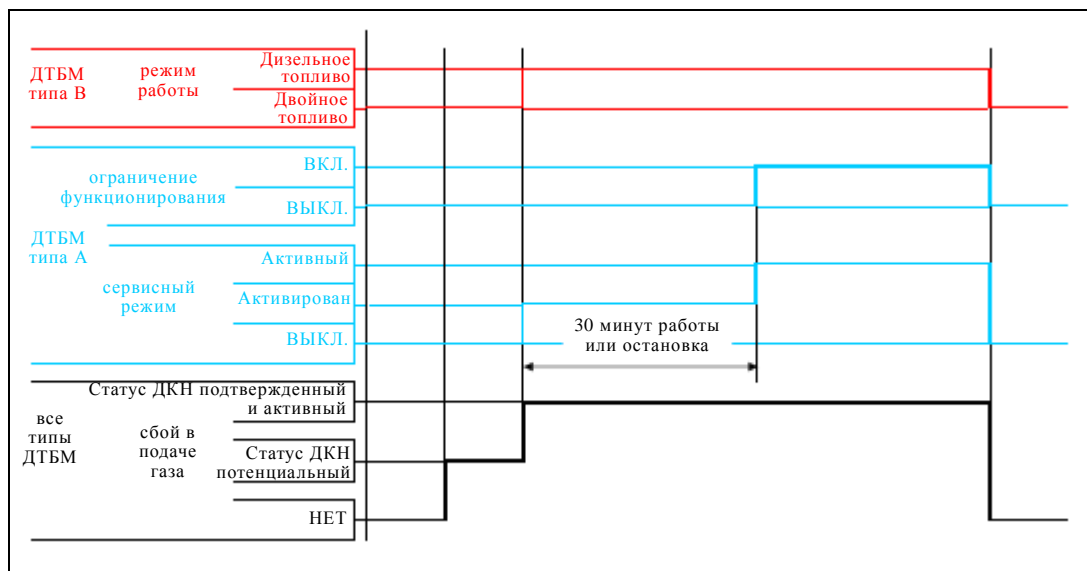 ДТБМ
типа В
режим
работы
Дизельное
топливо
Двойное
топливо
ограничение
функционирования
ВКЛ.
ВЫКЛ.
ДТБМ
типа А
сервисный
режим
Активный
Активирован
ВЫКЛ.
30 минут работы
или остановка
все
типы
ДТБМ
сбой в
подаче
газа
Статус ДКН подтвержденный
и активный
Статус ДКН
потенциальный
НЕТ